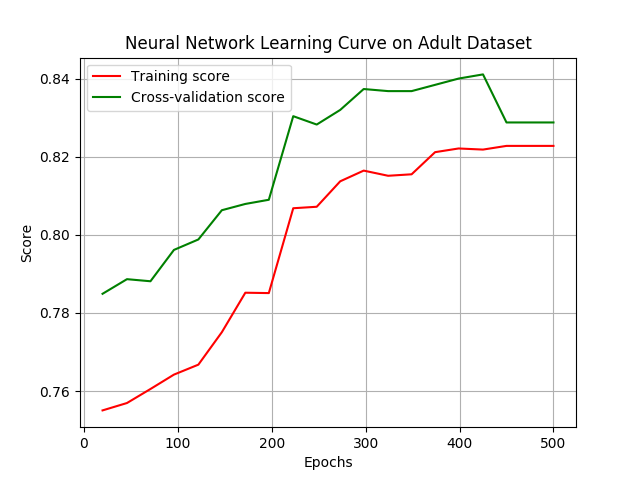 Neural Network Learning Curve on Adult Dataset
Training score
Cross-validation score
0.84
0.82
0.80
0.78
0.76
Score
0 100 200 300 400 500
Epochs